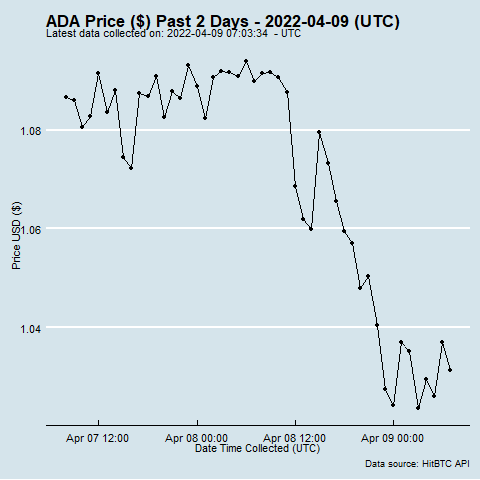 ADA Price ($) Past 2 Days - 2022-04-09 (UTC)
Latest data collected on: 2022-04-09 07:03:34 - UTC
1.08
1.06
1.04
Price USD ($)
Apr 07 12:00 Apr 08 00:00 Apr 08 12:00 Apr 09 00:00
Date Time Collected (UTC)
Data source: HitBTC API